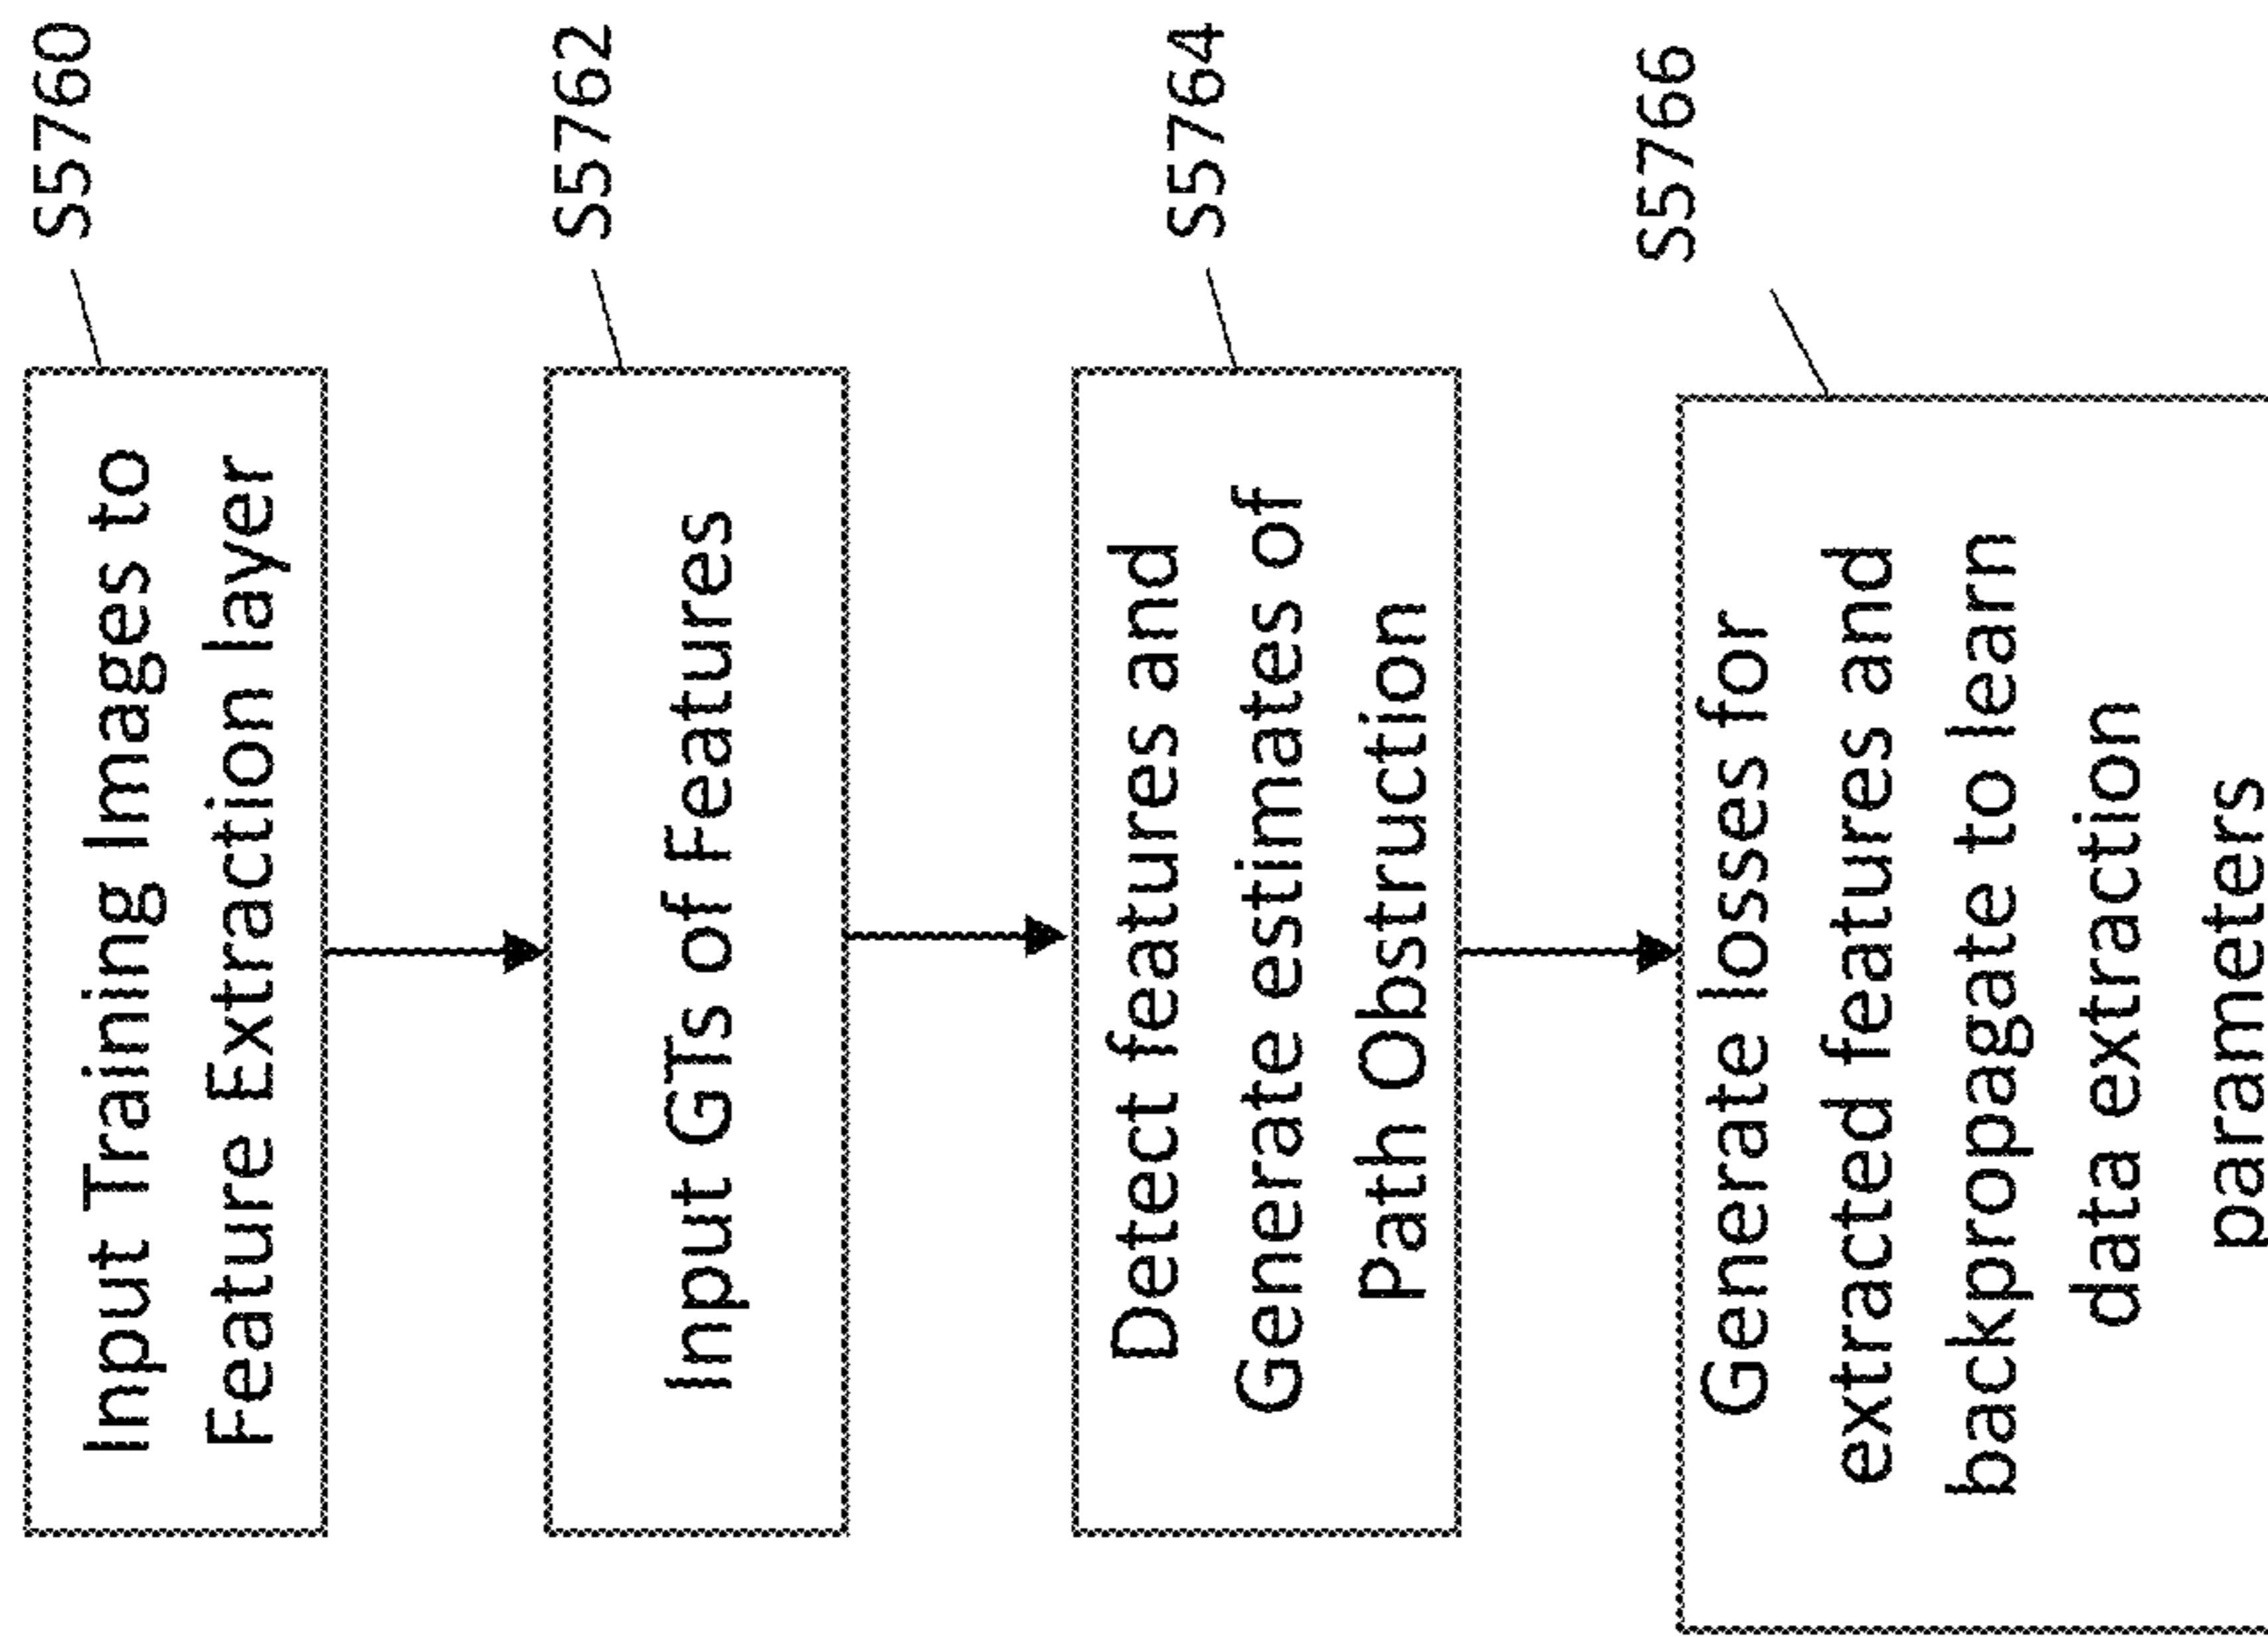 Input Training Images to
Feature Extraction layer
S5760
Input GTs of Features
S5762
Detect features and
Generate estimates of
Path Obstruction
S5764
Generate losses for
extracted features and
backpropagate to learn
data extraction
parameters
S5766